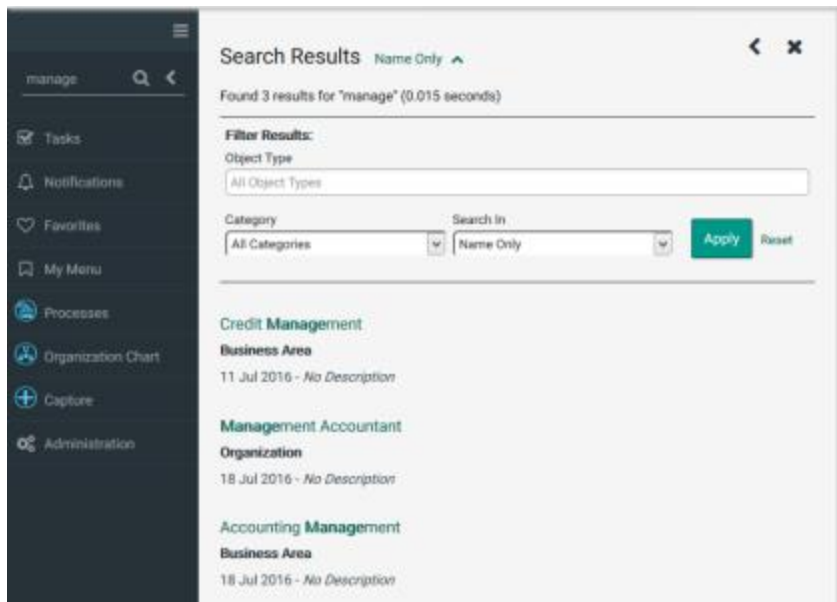 manage
Tasks
Notifications
Favorites
My Menu
Processes
Organization Chart
Capture
Administration
Search Results Name Only
Found 3 results for "manage" (0.015 seconds)
Filter Results:
Object Type
All Object Types
Category Search In
All Categories Name Only Apply Reset
Credit Management
Business Area
11 Jul 2016 - No Description
Management Accountant
Organization
18 Jul 2016 - No Description
Accounting Management
Business Area
18 Jul 2016 - No Description